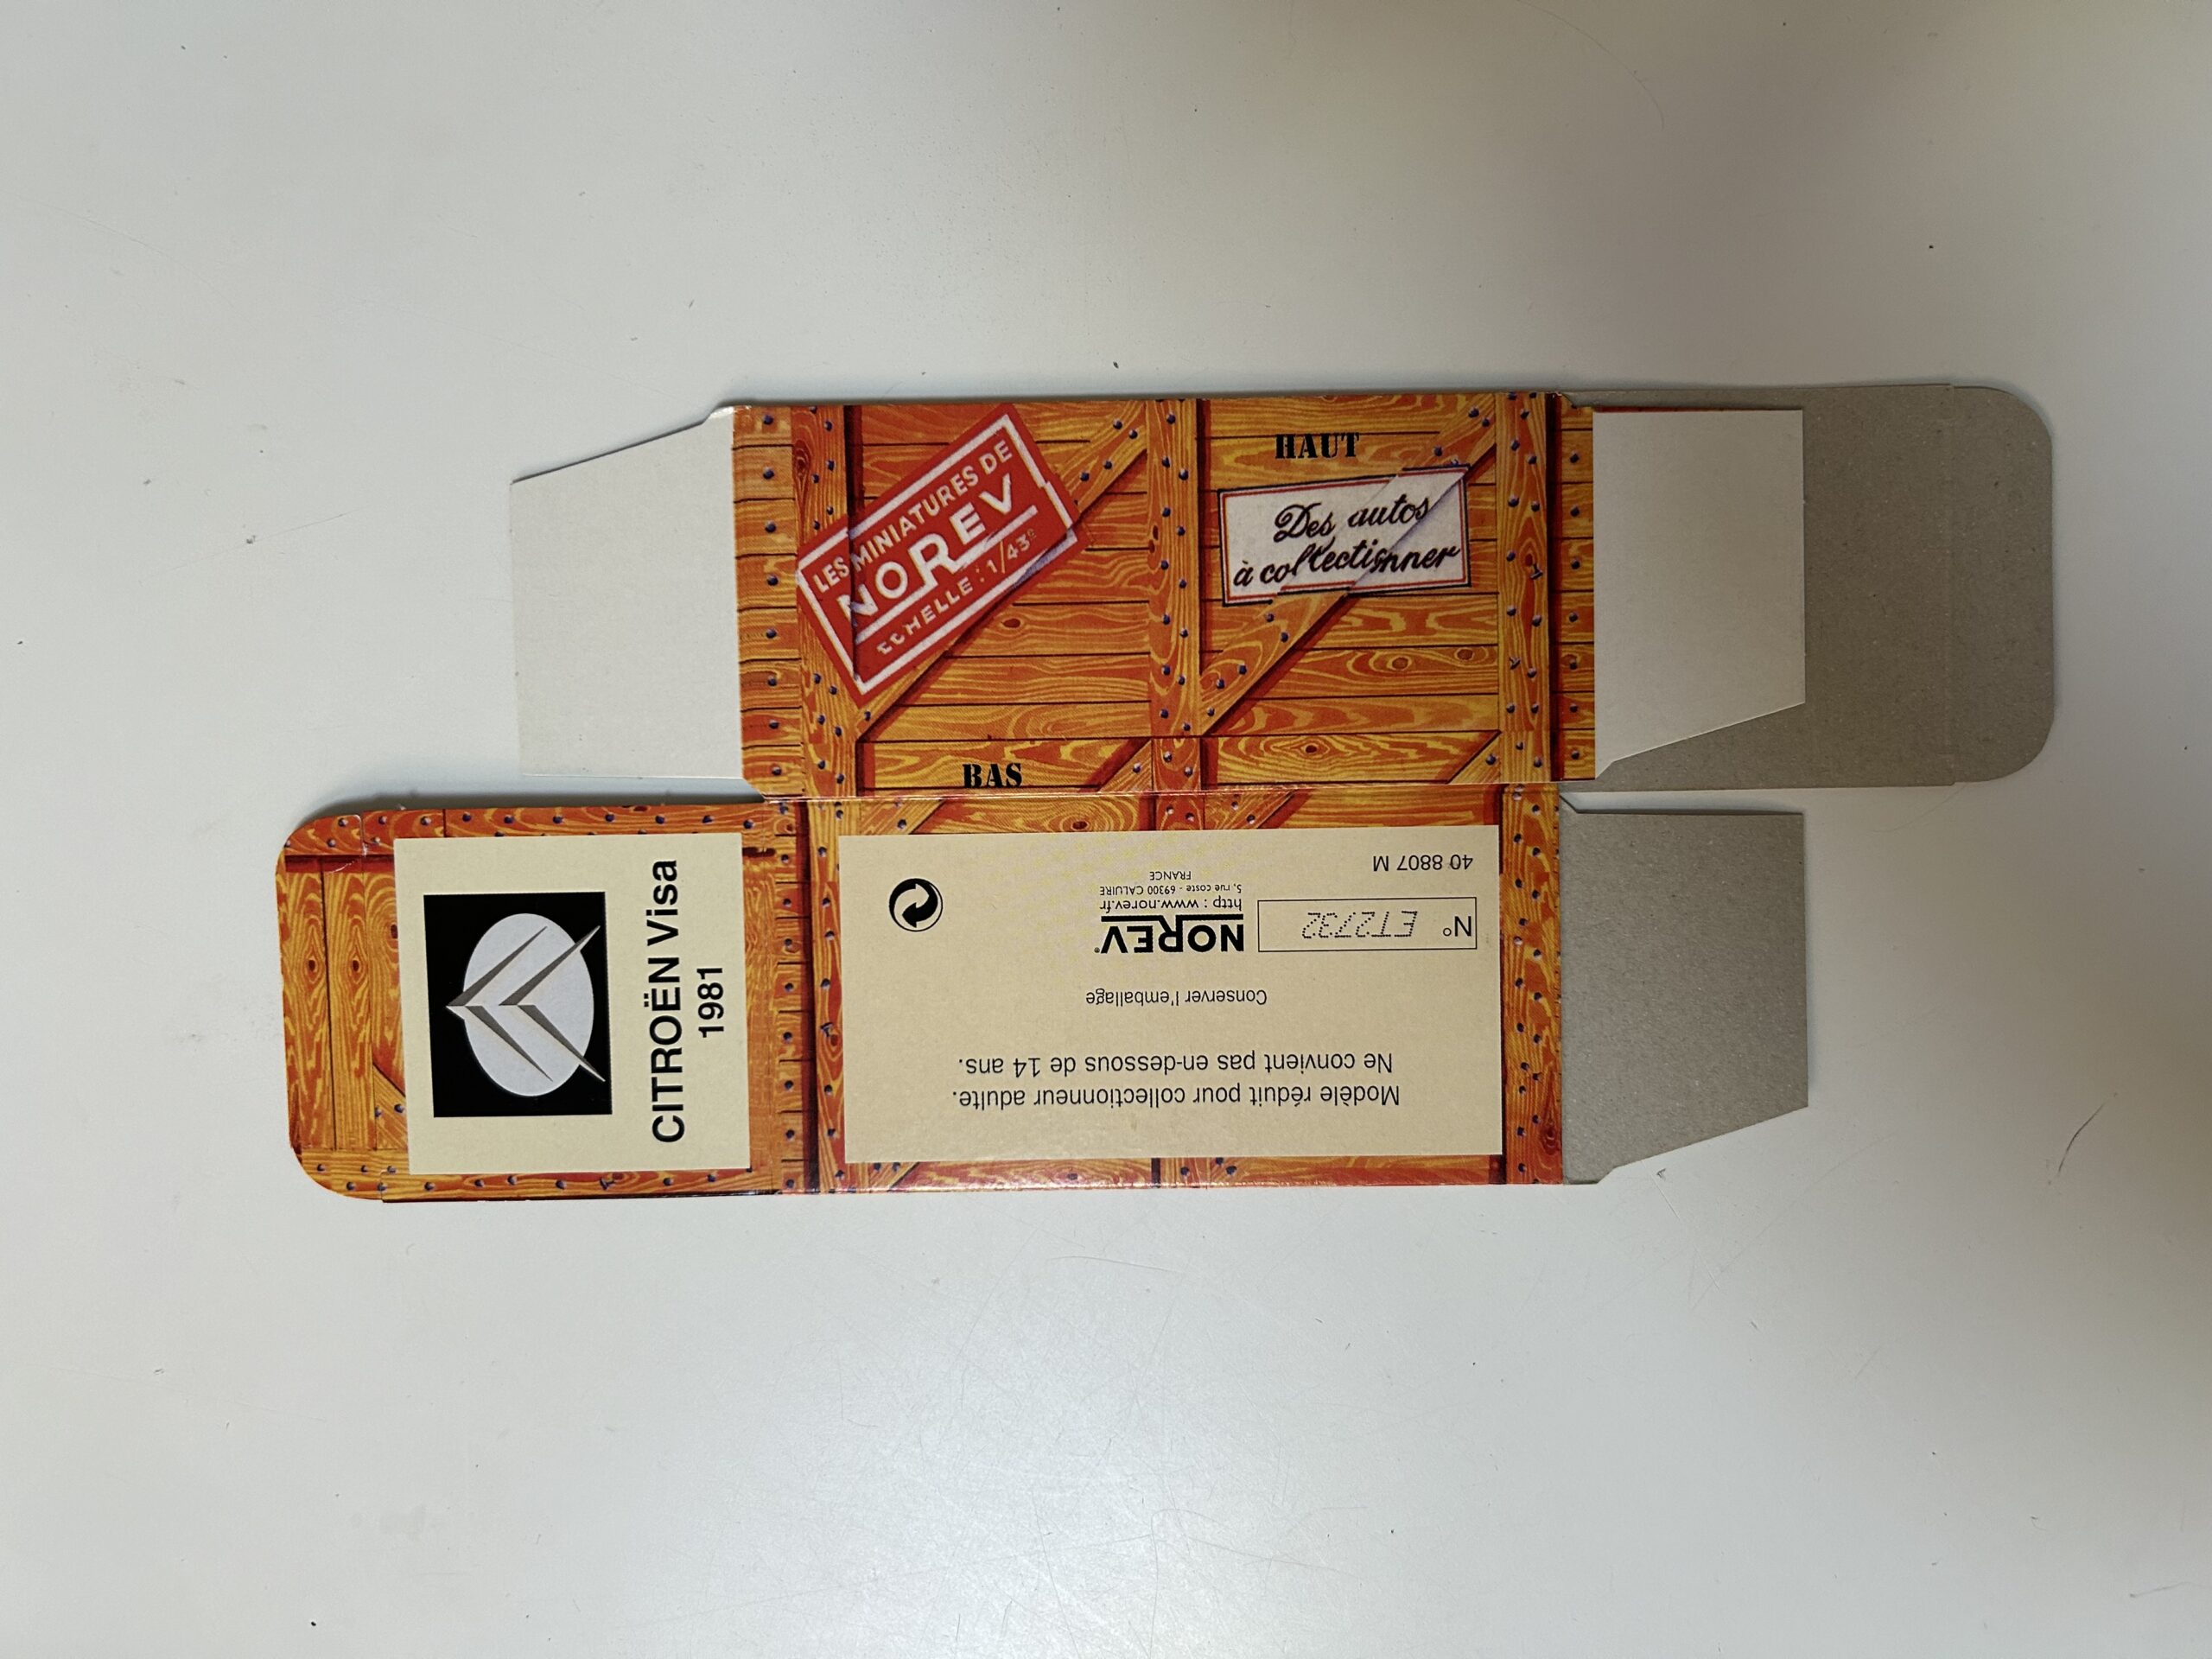 LES MINIATURES DE
NOREV
ECHELLE : 1/43e
HAUT
Des autos
à collectionner
BAS
CITROËN Visa
1981
Modèle réduit pour collectionneur adulte.
Ne convient pas en-dessous de 14 ans.
Conserver l'emballage
N° ET2732
NOREV®
http : www.norev.fr
5, rue coste - 69300 CALUIRE
FRANCE
40 8807 M